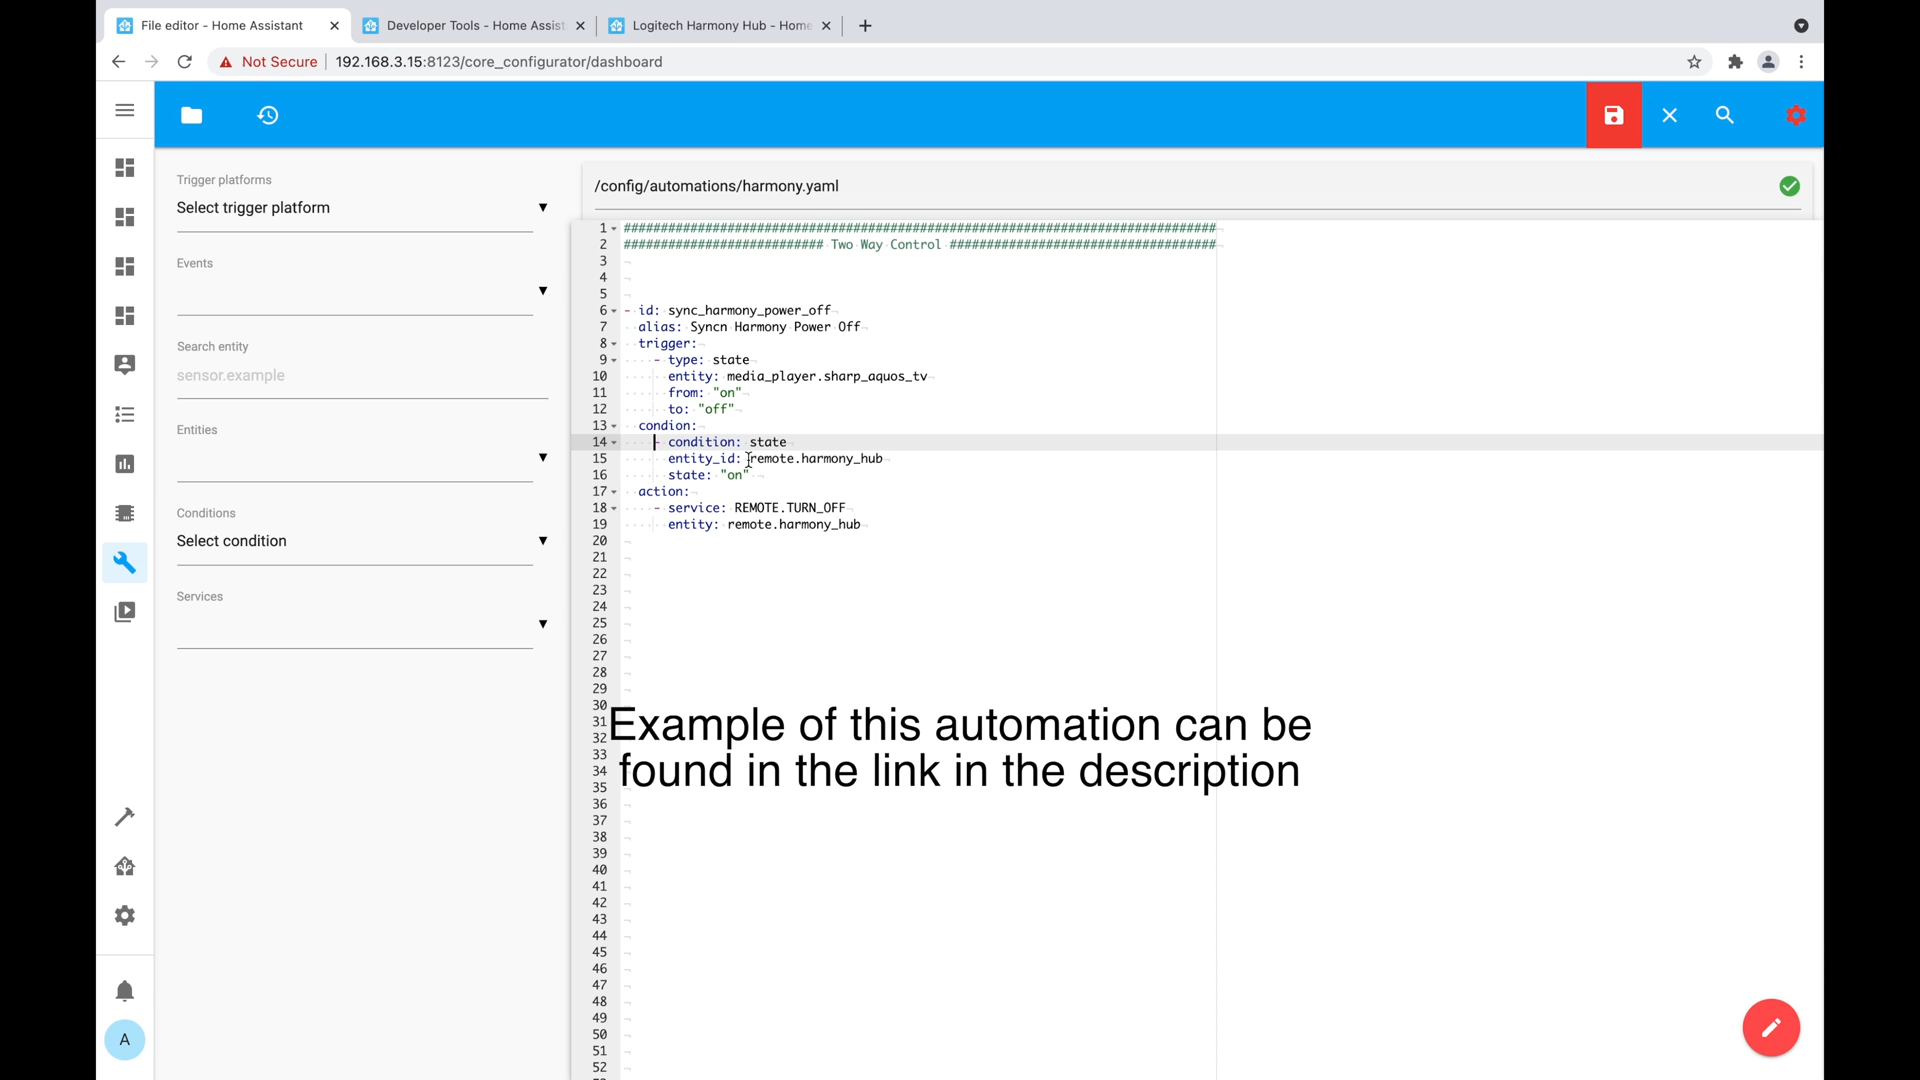 File editor - Home Assistant
Developer Tools - Home Assist
Logitech Harmony Hub - Home
Not Secure
192.168.3.15:8123/core_configurator/dashboard
Trigger platforms
Select trigger platform
Events
Search entity
sensor.example
Entities
Conditions
Select condition
Services
A
/config/automations/harmony.yaml
1 ################################################################################
2 ########################### Two Way Control ####################################
3
4
5
6 - id: sync_harmony_power_off
7 alias: Syncn Harmony Power Off
8 trigger:
9 - type: state
10 entity: media_player.sharp_aquos_tv
11 from: "on"
12 to: "off"
13 condion:
14 - condition: state
15 entity_id: remote.harmony_hub
16 state: "on"
17 action:
18 - service: REMOTE.TURN_OFF
19 entity: remote.harmony_hub
20
21
22
23
24
25
26
27
28
29
30
31
32
33
34
35
36
37
38
39
40
41
42
43
44
45
46
47
48
49
50
51
52
Example of this automation can be
found in the link in the description